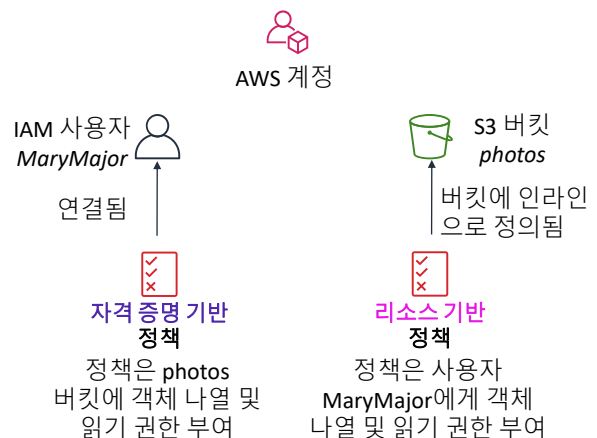 AWS 계정
IAM 사용자
MaryMajor
연결됨
자격 증명 기반
정책
정책은 photos
버킷에 객체 나열 및
읽기 권한 부여
S3 버킷
photos
버킷에 인라인
으로 정의됨
리소스 기반
정책
정책은 사용자
MaryMajor에게 객체
나열 및 읽기 권한 부여